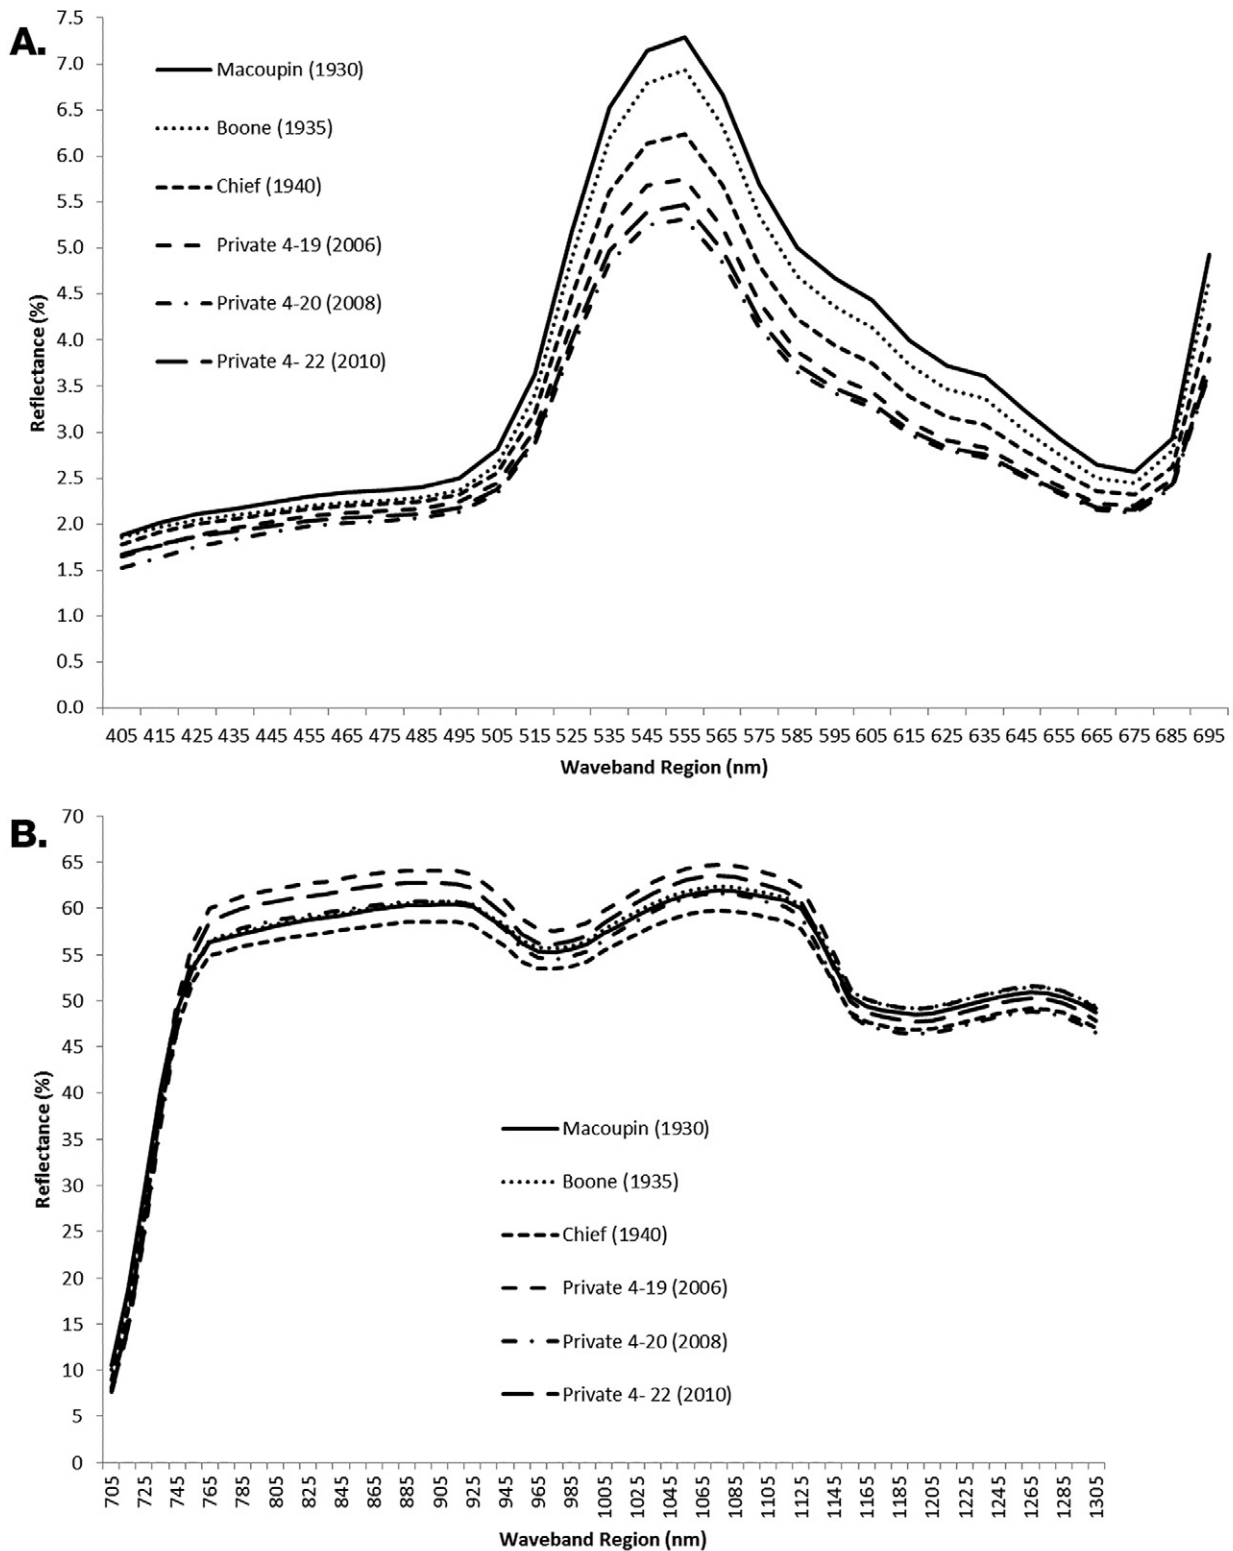 A.
7.5
7.0
6.5
6.0
5.5
5.0
4.5
4.0
3.5
3.0
2.5
2.0
1.5
1.0
0.5
0.0
Reflectance (%)
Macoupin (1930)
Boone (1935)
Chief (1940)
Private 4-19 (2006)
Private 4-20 (2008)
Private 4- 22 (2010)
405 415 425 435 445 455 465 475 485 495 505 515 525 535 545 555 565 575 585 595 605 615 625 635 645 655 665 675 685 695
Waveband Region (nm)
B.
70
65
60
55
50
45
40
35
30
25
20
15
10
5
0
Reflectance (%)
Macoupin (1930)
Boone (1935)
Chief (1940)
Private 4-19 (2006)
Private 4-20 (2008)
Private 4- 22 (2010)
705 725 745 765 785 805 825 845 865 885 905 925 945 965 985 1005 1025 1045 1065 1085 1105 1125 1145 1165 1185 1205 1225 1245 1265 1285 1305
Waveband Region (nm)